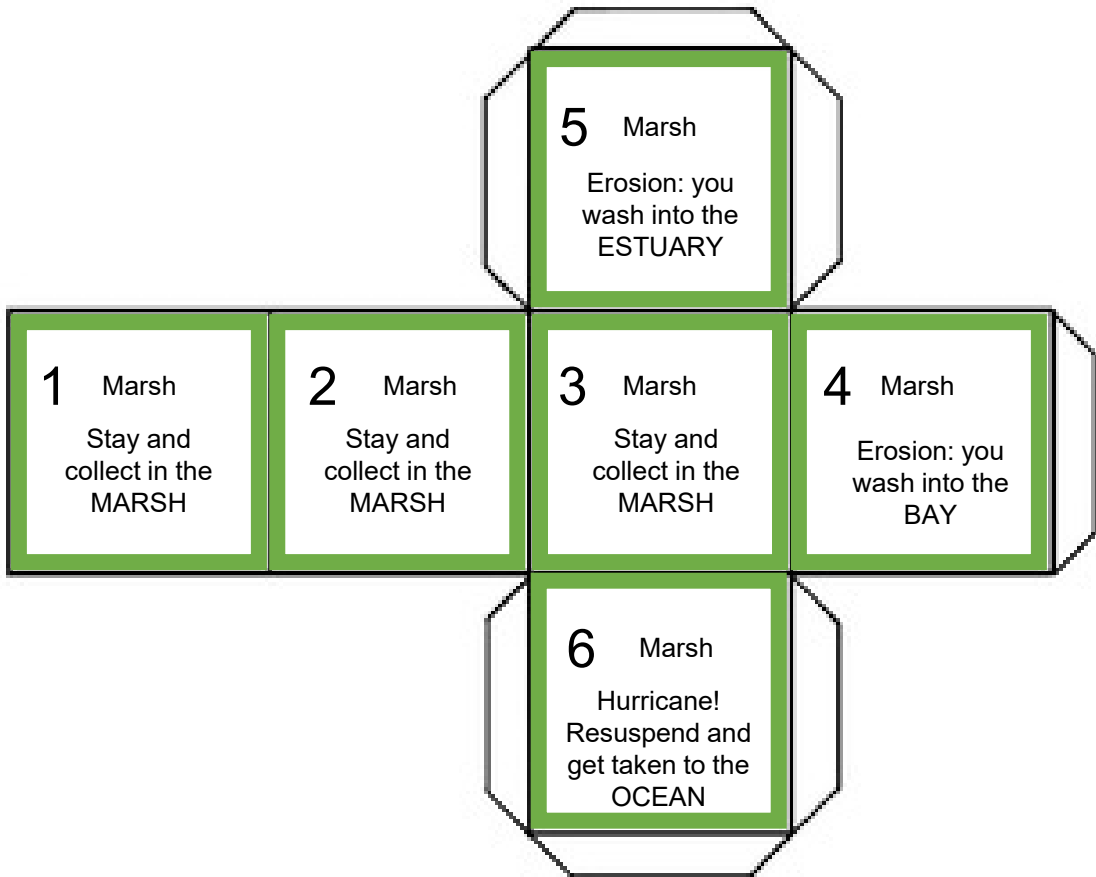 5 Marsh
Erosion: you
wash into the
ESTUARY
1 Marsh
Stay and
collect in the
MARSH
2 Marsh
Stay and
collect in the
MARSH
3 Marsh
Stay and
collect in the
MARSH
4 Marsh
Erosion: you
wash into the
BAY
6 Marsh
Hurricane!
Resuspend and
get taken to the
OCEAN